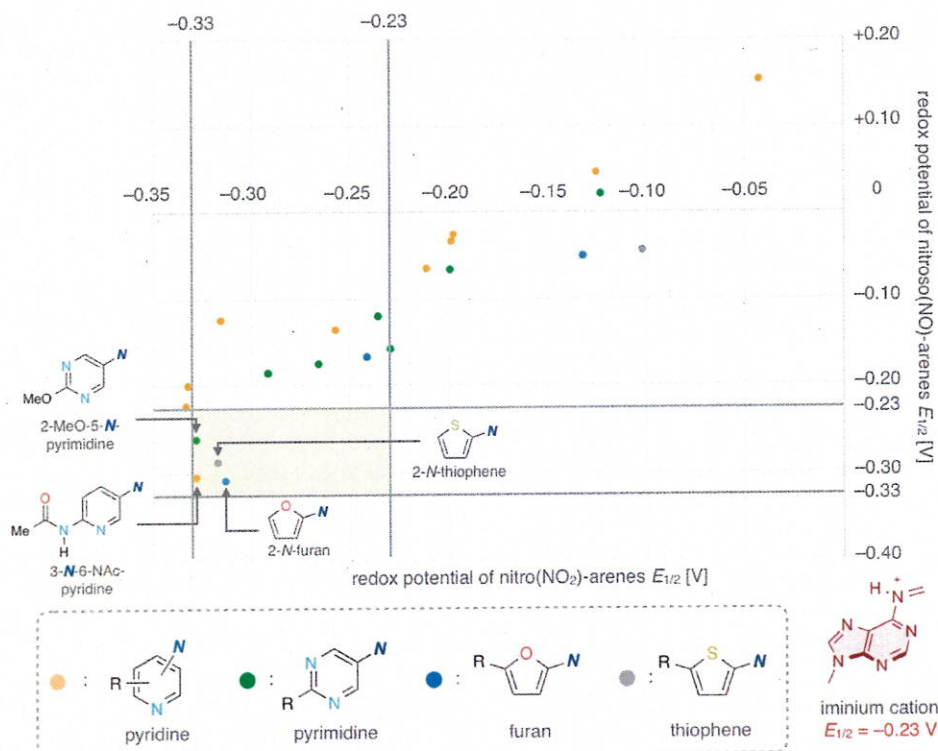 −0.33
−0.23
+0.20
+0.10
−0.35
−0.30
−0.25
−0.20
−0.15
−0.10
−0.05
0
−0.10
−0.20
−0.23
−0.30
−0.33
−0.40
redox potential of nitroso(NO)-arenes E1/2 [V]
redox potential of nitro(NO2)-arenes E1/2 [V]
N
N
N
MeO
2-MeO-5-N-
pyrimidine
O
N
Me
N
H
N
3-N-6-NAc-
pyridine
S
N
2-N-thiophene
O
N
2-N-furan
: R N N
pyridine
: N N R N
pyrimidine
: R O N
furan
: R S N
thiophene
H + N
N N
N N
iminium cation
E1/2 = −0.23 V